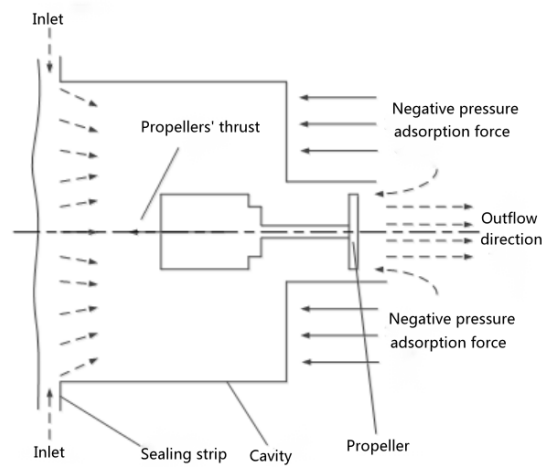 Inlet
Propellers' thrust
Negative pressure
adsorption force
Outflow
direction
Negative pressure
adsorption force
Inlet
Sealing strip
Cavity
Propeller